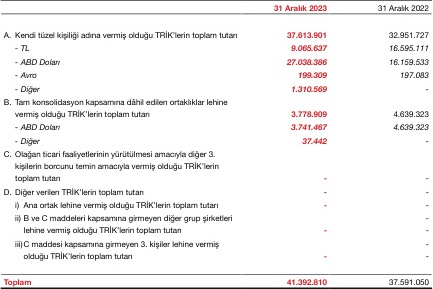 31 Aralık 2023 31 Aralık 2022
A. Kendi tüzel kişiliği adına vermiş olduğu TRİK'lerin toplam tutarı 37.613.901 32.951.727
- TL 9.065.637 16.595.111
- ABD Doları 27.038.386 16.159.533
- Avro 199.309 197.083
- Diğer 1.310.569 -
B. Tam konsolidasyon kapsamına dâhil edilen ortaklıklar lehine
vermiş olduğu TRİK'lerin toplam tutarı 3.778.909 4.639.323
- ABD Doları 3.741.467 4.639.323
- Diğer 37.442 -
C. Olağan ticari faaliyetlerinin yürütülmesi amacıyla diğer 3.
kişilerin borcunu temin amacıyla vermiş olduğu TRİK'lerin
toplam tutarı - -
D. Diğer verilen TRİK'lerin toplam tutarı - -
i) Ana ortak lehine vermiş olduğu TRİK'lerin toplam tutarı - -
ii) B ve C maddeleri kapsamına girmeyen diğer grup şirketleri -
lehine vermiş olduğu TRİK'lerin toplam tutarı - -
iii) C maddesi kapsamına girmeyen 3. kişiler lehine vermiş -
olduğu TRİK'lerin toplam tutarı - -
Toplam 41.392.810 37.591.050